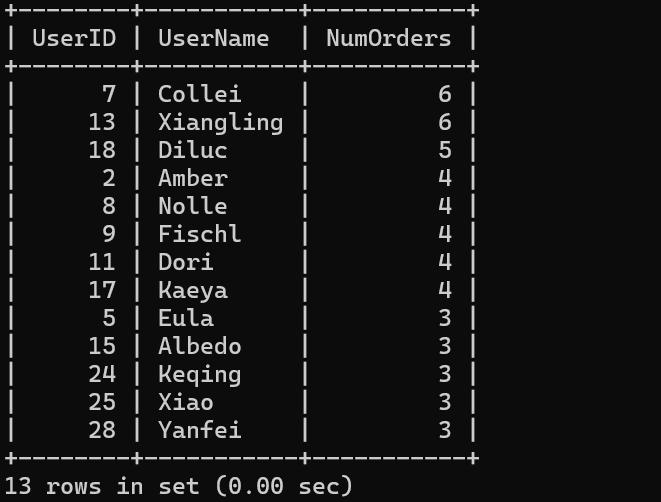 +--------+-----------+-----------+
| UserID | UserName  | NumOrders |
+--------+-----------+-----------+
|      7 | Collei    |         6 |
|     13 | Xiangling |         6 |
|     18 | Diluc     |         5 |
|      2 | Amber     |         4 |
|      8 | Nolle     |         4 |
|      9 | Fischl    |         4 |
|     11 | Dori      |         4 |
|     17 | Kaeya     |         4 |
|      5 | Eula      |         3 |
|     15 | Albedo    |         3 |
|     24 | Keqing    |         3 |
|     25 | Xiao      |         3 |
|     28 | Yanfei    |         3 |
+--------+-----------+-----------+
13 rows in set (0.00 sec)